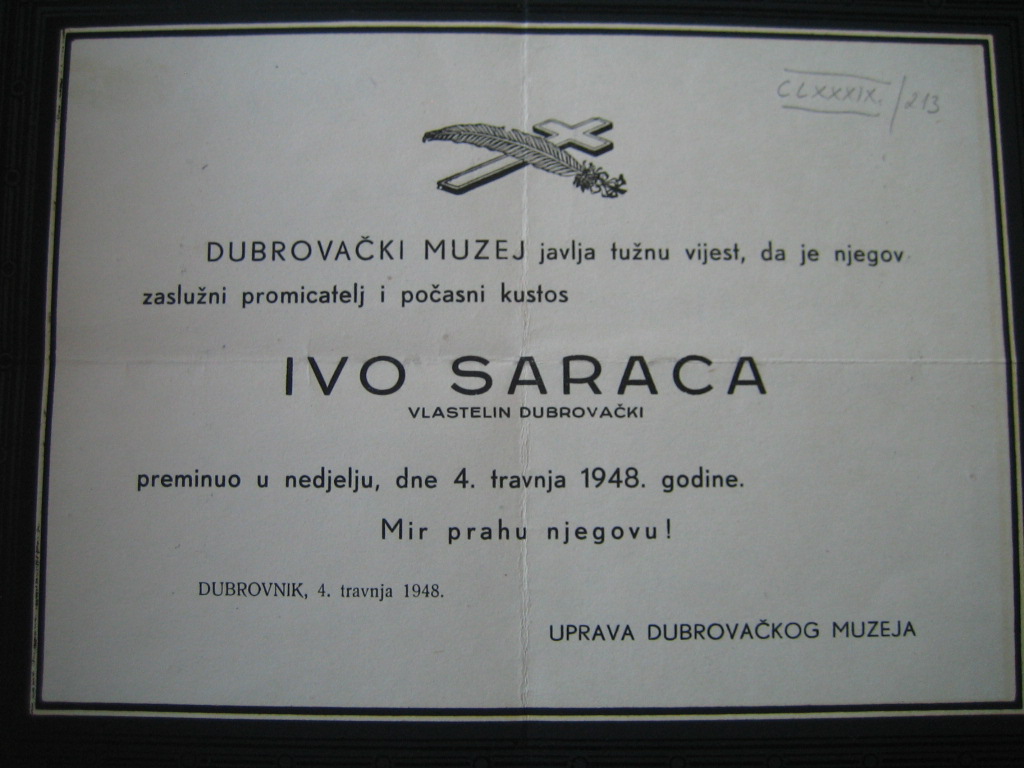 CLXXXIX./213
DUBROVAČKI MUZEJ javlja tužnu vijest, da je njegov
zaslužni promicatelj i počasni kustos
IVO SARACA
VLASTELIN DUBROVAČKI
preminuo u nedjelju, dne 4. travnja 1948. godine.
Mir prahu njegovu!
DUBROVNIK, 4. travnja 1948.
UPRAVA DUBROVAČKOG MUZEJA